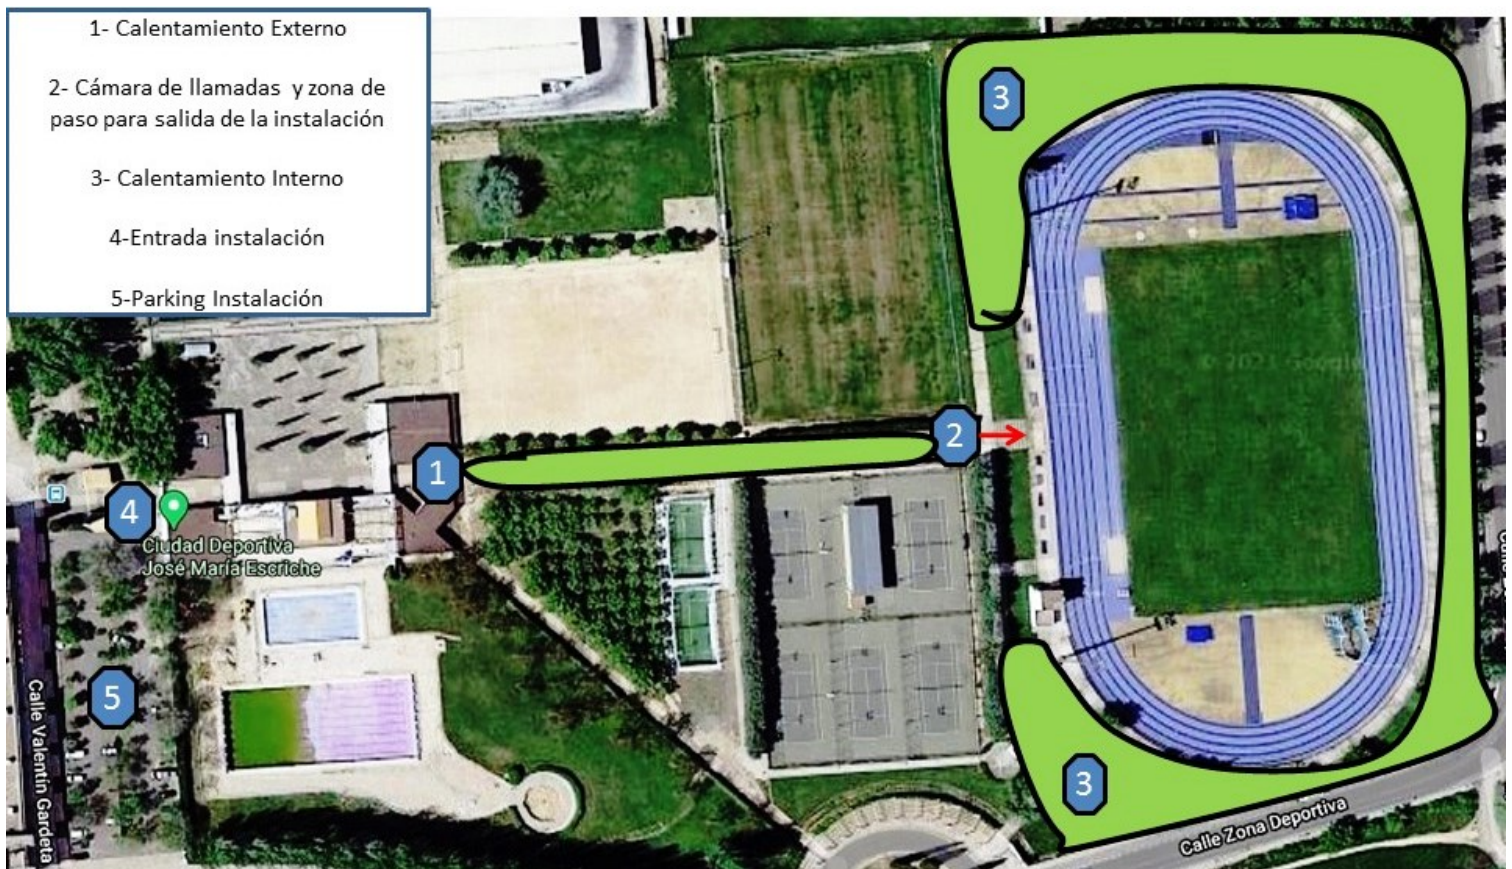 1- Calentamiento Externo
2- Cámara de llamadas y zona de
paso para salida de la instalación
3- Calentamiento Interno
4-Entrada instalación
5-Parking Instalación
3
2
1
4
Ciudad Deportiva
José María Escriche
5
Calle Valentín Gardeta
3
Calle Zona Deportiva